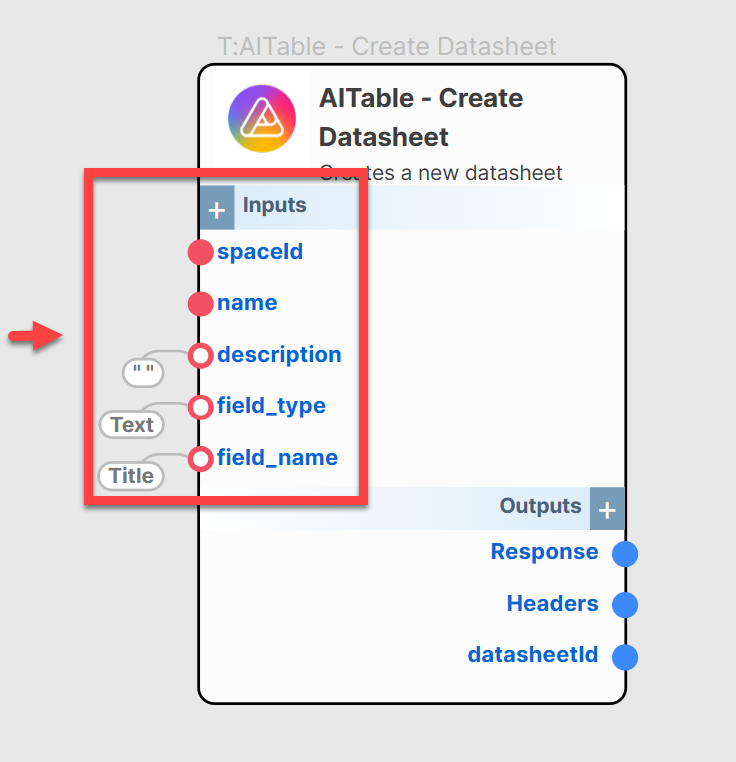 T:AITable - Create Datasheet
AITable - Create
Datasheet
Creates a new datasheet
+ Inputs
spaceId
name
" " description
Text field_type
Title field_name
Outputs +
Response
Headers
datasheetId